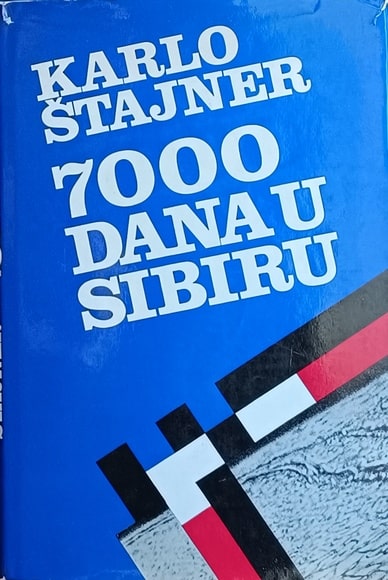 KARLO
ŠTAJNER
7000
DANA U
SIBIRU